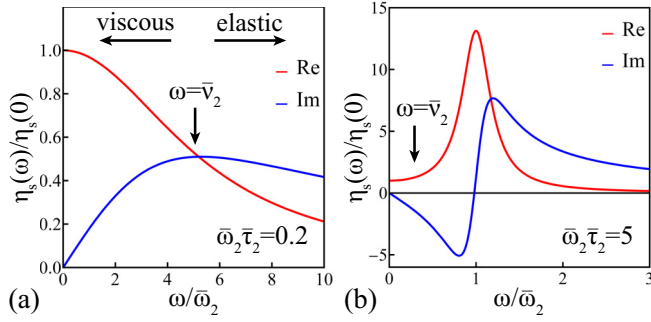 viscous elastic
Re
Im
ω=ν̄₂
ηₛ(ω)/ηₛ(0)
1.0
0.8
0.6
0.4
0.2
0.0
ω̄₂τ̄₂=0.2
0 2 4 6 8 10
(a) ω/ω̄₂
Re
Im
ω=ν̄₂
ηₛ(ω)/ηₛ(0)
15
10
5
0
−5
ω̄₂τ̄₂=5
0 1 2 3
(b) ω/ω̄₂